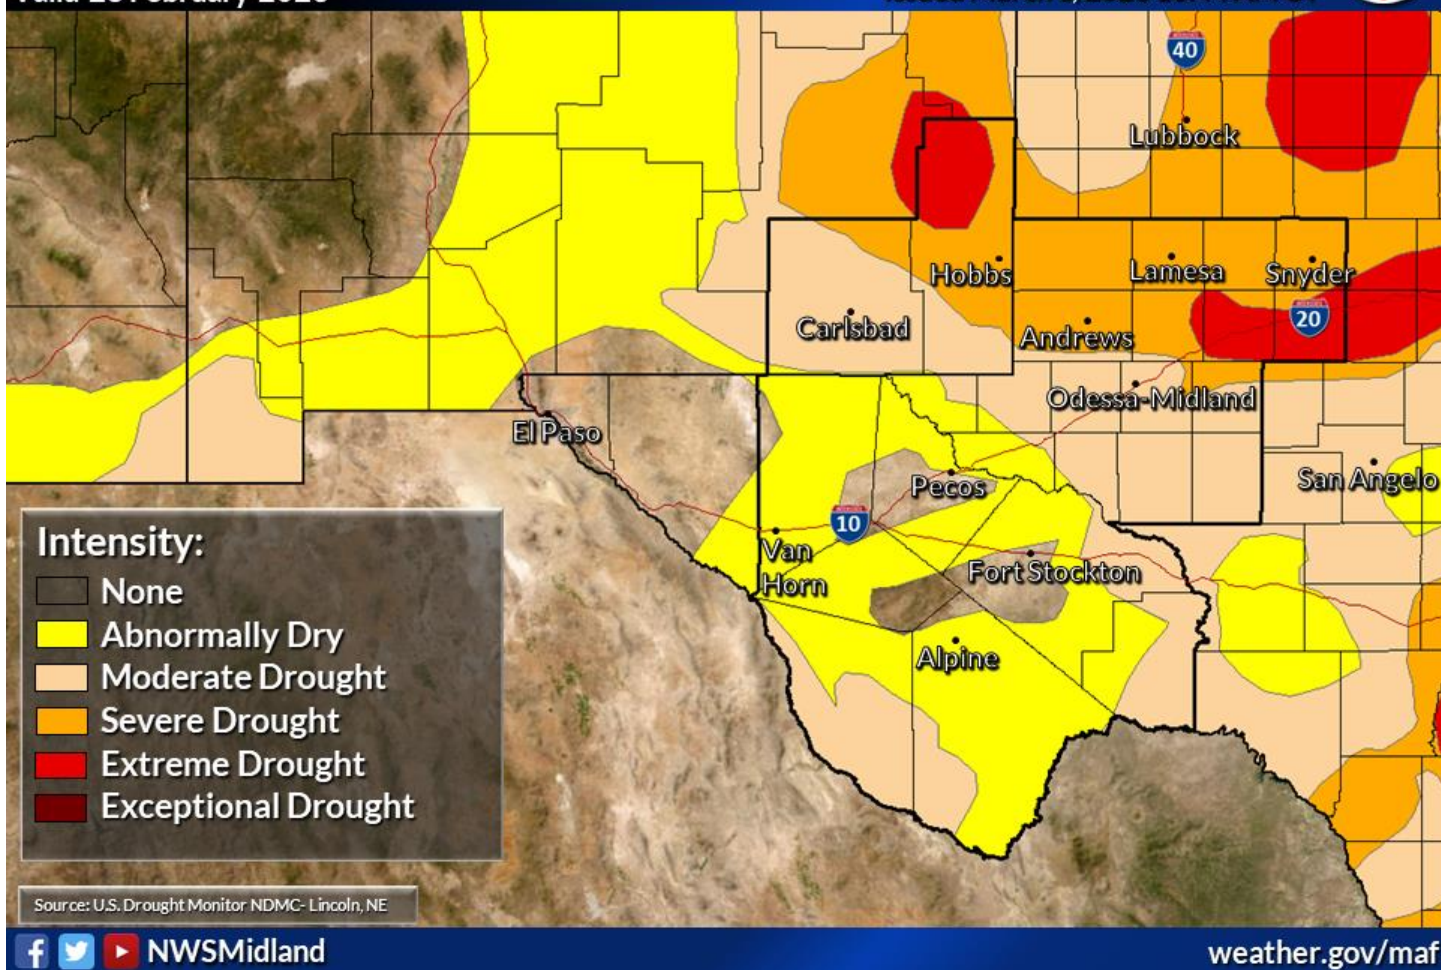 40
Lubbock
Hobbs
Lamesa
Snyder
Carlsbad
Andrews
20
Odessa-Midland
El Paso
Pecos
San Angelo
10
Van
Horn
Fort Stockton
Alpine
Intensity:
None
Abnormally Dry
Moderate Drought
Severe Drought
Extreme Drought
Exceptional Drought
Source: U.S. Drought Monitor NDMC- Lincoln, NE
NWSMidland
weather.gov/maf